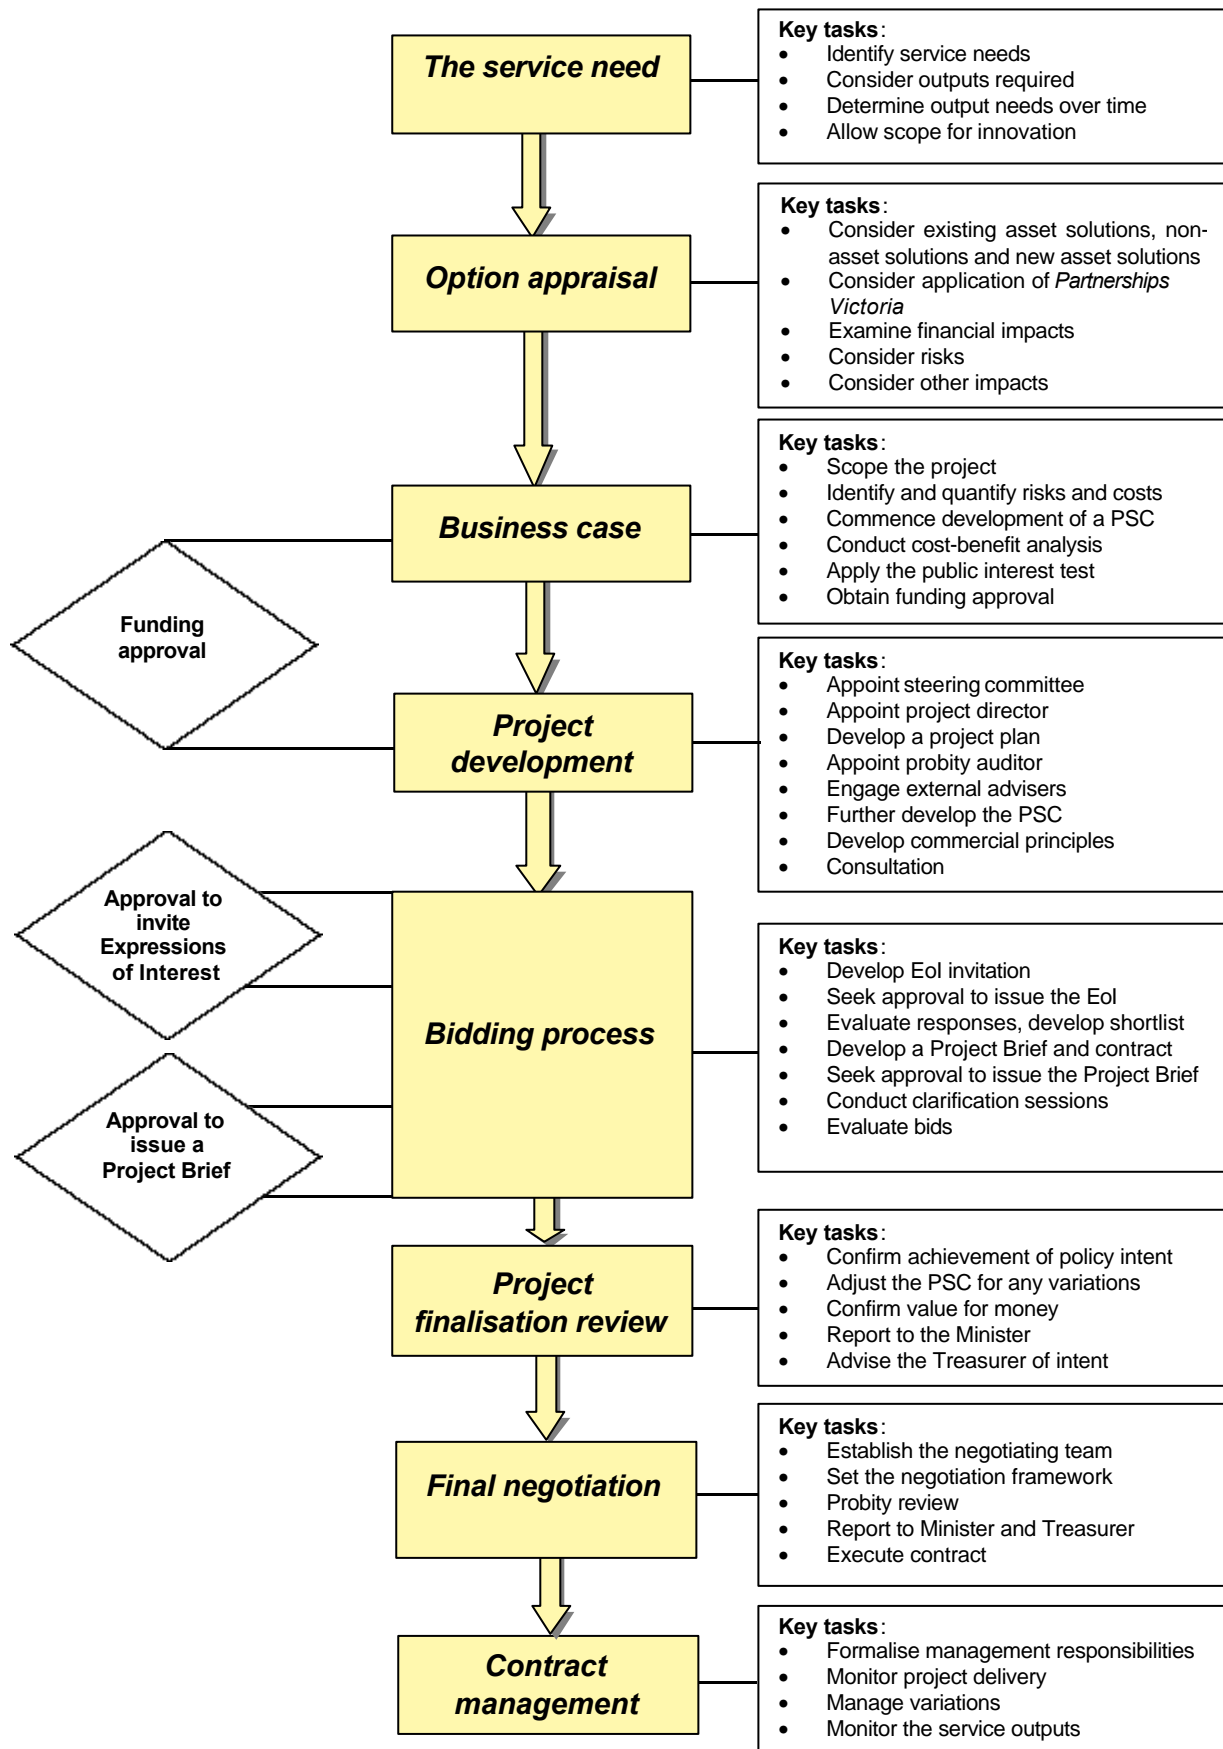 The service need
Key tasks:
• Identify service needs
• Consider outputs required
• Determine output needs over time
• Allow scope for innovation
Option appraisal
Key tasks:
• Consider existing asset solutions, non-
asset solutions and new asset solutions
• Consider application of Partnerships
Victoria
• Examine financial impacts
• Consider risks
• Consider other impacts
Business case
Key tasks:
• Scope the project
• Identify and quantify risks and costs
• Commence development of a PSC
• Conduct cost-benefit analysis
• Apply the public interest test
• Obtain funding approval
Funding
approval
Project
development
Key tasks:
• Appoint steering committee
• Appoint project director
• Develop a project plan
• Appoint probity auditor
• Engage external advisers
• Further develop the PSC
• Develop commercial principles
• Consultation
Approval to
invite
Expressions
of Interest
Approval to
issue a
Project Brief
Bidding process
Key tasks:
• Develop EoI invitation
• Seek approval to issue the EoI
• Evaluate responses, develop shortlist
• Develop a Project Brief and contract
• Seek approval to issue the Project Brief
• Conduct clarification sessions
• Evaluate bids
Project
finalisation review
Key tasks:
• Confirm achievement of policy intent
• Adjust the PSC for any variations
• Confirm value for money
• Report to the Minister
• Advise the Treasurer of intent
Final negotiation
Key tasks:
• Establish the negotiating team
• Set the negotiation framework
• Probity review
• Report to Minister and Treasurer
• Execute contract
Contract
management
Key tasks:
• Formalise management responsibilities
• Monitor project delivery
• Manage variations
• Monitor the service outputs